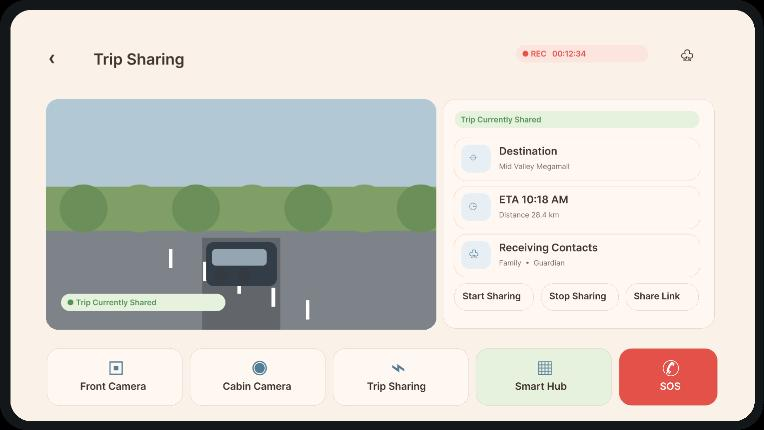 Trip Sharing
REC 00:12:34
Trip Currently Shared
Destination
Mid Valley Megamall
ETA 10:18 AM
Distance 28.4 km
Receiving Contacts
Family • Guardian
Start Sharing
Stop Sharing
Share Link
Trip Currently Shared
Front Camera
Cabin Camera
Trip Sharing
Smart Hub
SOS